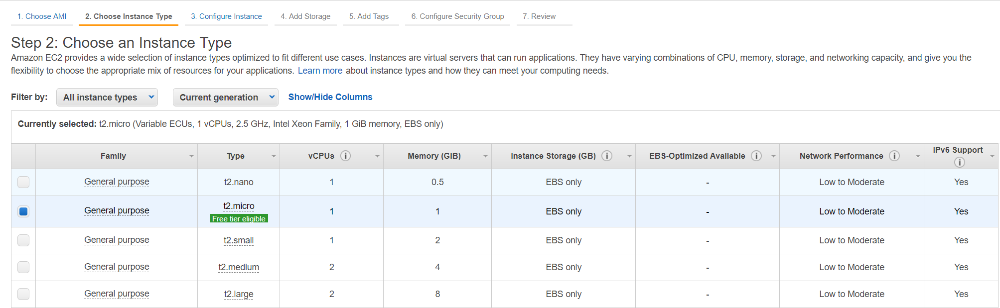 1. Choose AMI 2. Choose Instance Type 3. Configure Instance 4. Add Storage 5. Add Tags 6. Configure Security Group 7. Review
Step 2: Choose an Instance Type
Amazon EC2 provides a wide selection of instance types optimized to fit different use cases. Instances are virtual servers that can run applications. They have varying combinations of CPU, memory, storage, and networking capacity, and give you the
flexibility to choose the appropriate mix of resources for your applications. Learn more about instance types and how they can meet your computing needs.
Filter by: All instance types Current generation Show/Hide Columns
Currently selected: t2.micro (Variable ECUs, 1 vCPUs, 2.5 GHz, Intel Xeon Family, 1 GiB memory, EBS only)
Family Type vCPUs i Memory (GiB) Instance Storage (GB) i EBS-Optimized Available i Network Performance i IPv6 Support i
General purpose t2.nano 1 0.5 EBS only - Low to Moderate Yes
General purpose t2.micro Free tier eligible 1 1 EBS only - Low to Moderate Yes
General purpose t2.small 1 2 EBS only - Low to Moderate Yes
General purpose t2.medium 2 4 EBS only - Low to Moderate Yes
General purpose t2.large 2 8 EBS only - Low to Moderate Yes